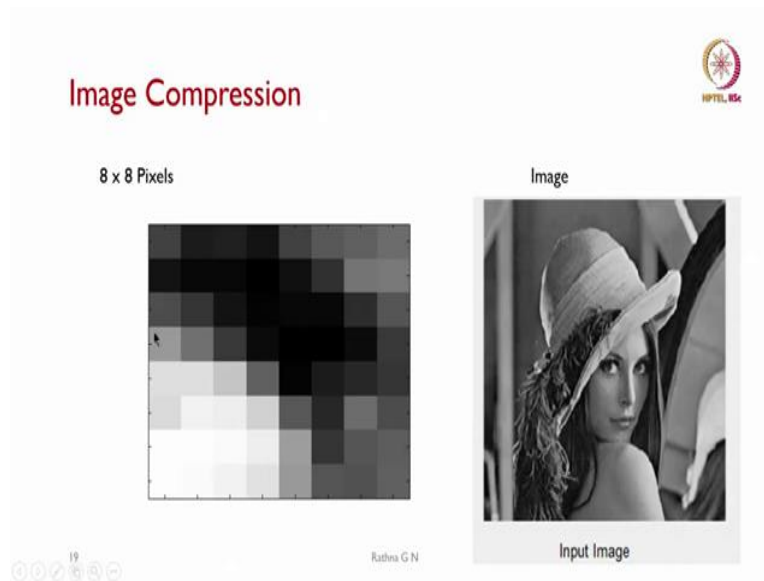 Image Compression
NPTEL, IISc
8 x 8 Pixels
Image
19
Rathna G N
Input Image